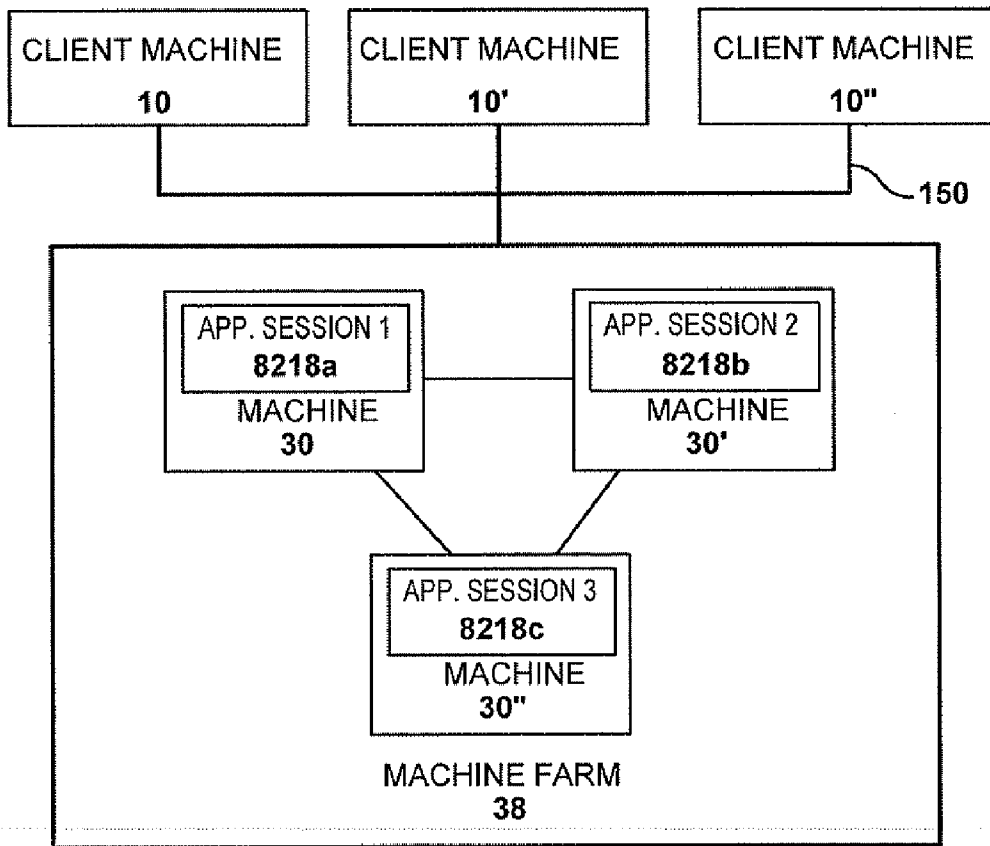 CLIENT MACHINE
10
CLIENT MACHINE
10'
CLIENT MACHINE
10"
150
APP. SESSION 1
8218a
MACHINE
30
APP. SESSION 2
8218b
MACHINE
30'
APP. SESSION 3
8218c
MACHINE
30"
MACHINE FARM
38